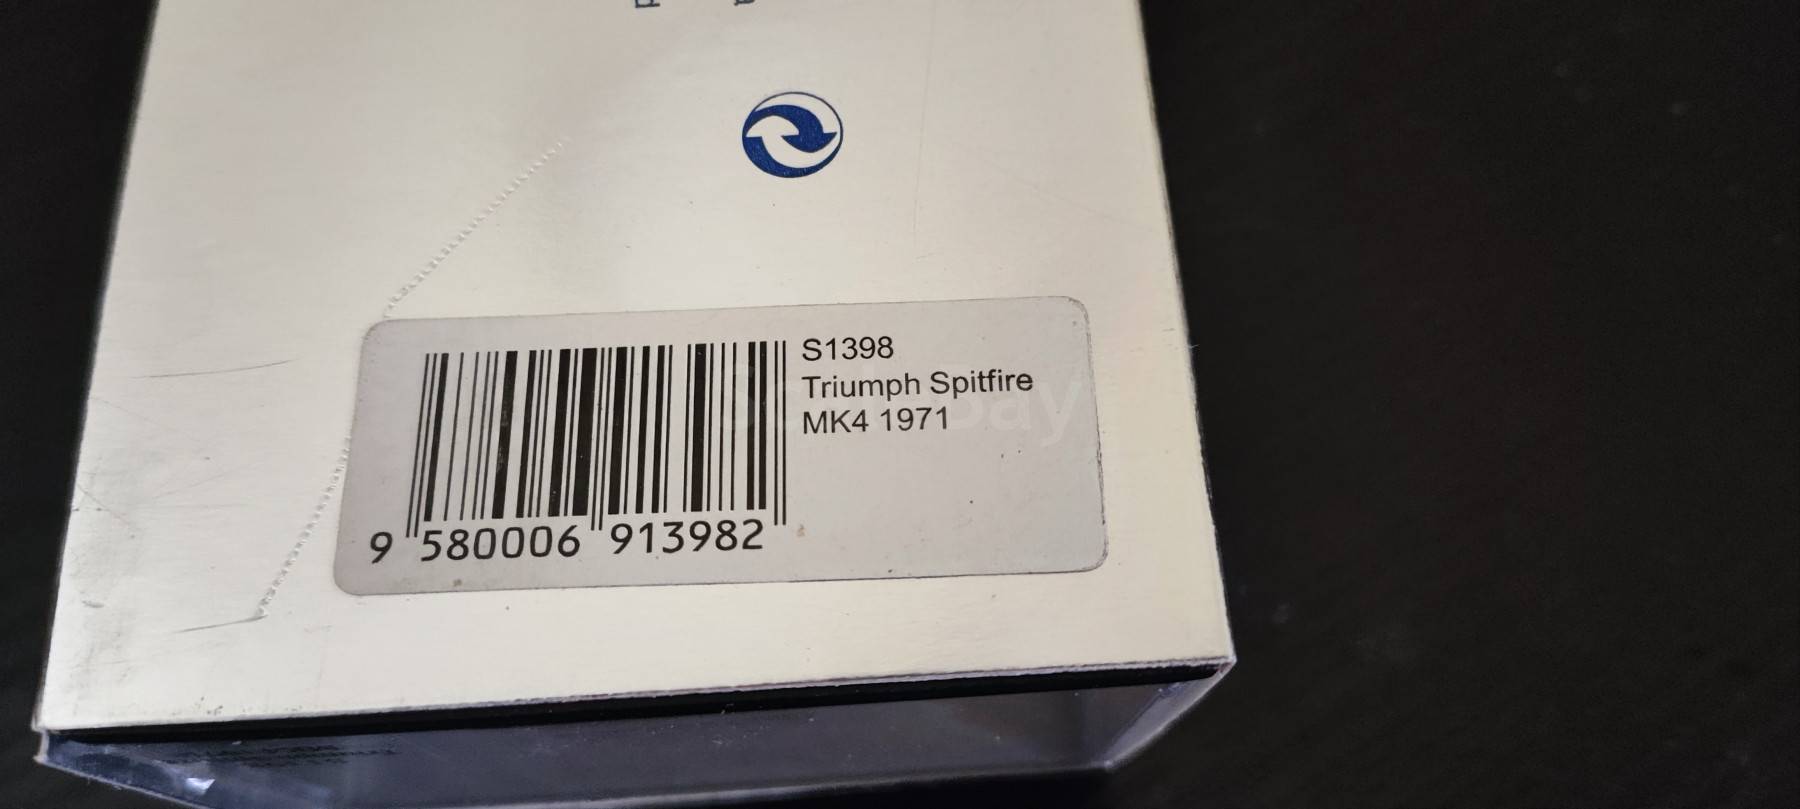 S1398
Triumph Spitfire
MK4 1971
9 580006 913982